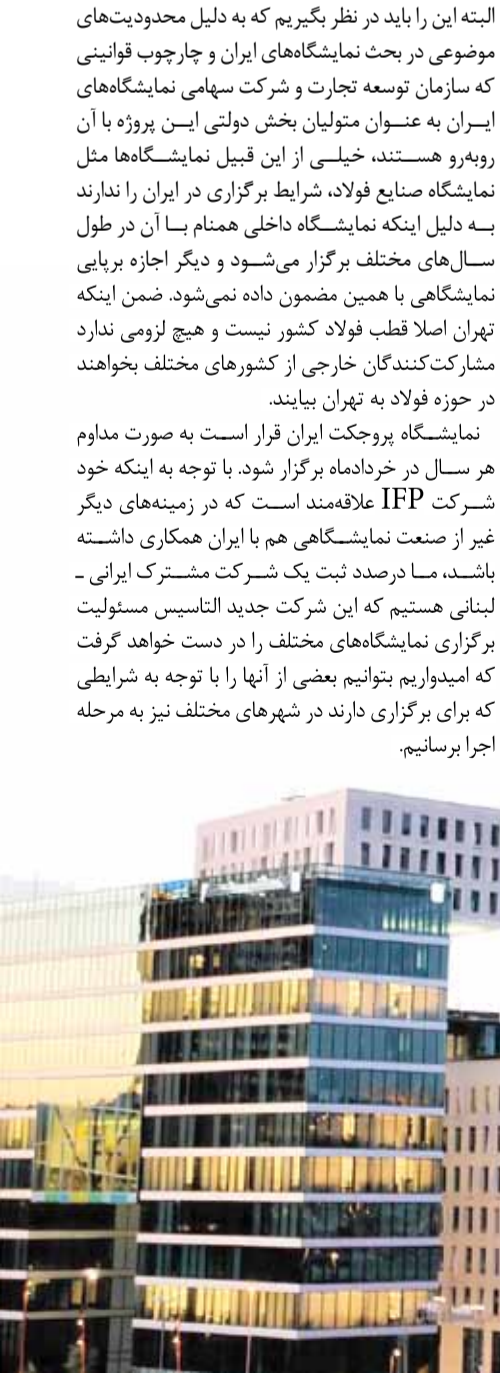 البته این را باید در نظر بگیریم که به دلیل محدودیت‌های
موضوعی در بحث نمایشگاه‌های ایران و چارچوب قوانینی
که سازمان توسعه تجارت و شرکت سهامی نمایشگاه‌های
ایران به عنوان متولیان بخش دولتی این پروژه با آن
روبه‌رو هستند، خیلی از این قبیل نمایشگاه‌ها مثل
نمایشگاه صنایع فولاد، شرایط برگزاری در ایران را ندارند
به دلیل اینکه نمایشگاه داخلی همنام با آن در طول
سال‌های مختلف برگزار می‌شود و دیگر اجازه برپایی
نمایشگاهی با همین مضمون داده نمی‌شود. ضمن اینکه
تهران اصلا قطب فولاد کشور نیست و هیچ لزومی ندارد
مشارکت‌کنندگان خارجی از کشورهای مختلف بخواهند
در حوزه فولاد به تهران بیایند.
نمایشگاه پروجکت ایران قرار است به صورت مداوم
هر سال در خردادماه برگزار شود. با توجه به اینکه خود
شرکت IFP علاقه‌مند است که در زمینه‌های دیگر
غیر از صنعت نمایشگاهی هم با ایران همکاری داشته
باشد، ما درصدد ثبت یک شرکت مشترک ایرانی ـ
لبنانی هستیم که این شرکت جدید التاسیس مسئولیت
برگزاری نمایشگاه‌های مختلف را در دست خواهد گرفت
که امیدواریم بتوانیم بعضی از آنها را با توجه به شرایطی
که برای برگزاری دارند در شهرهای مختلف نیز به مرحله
اجرا برسانیم.